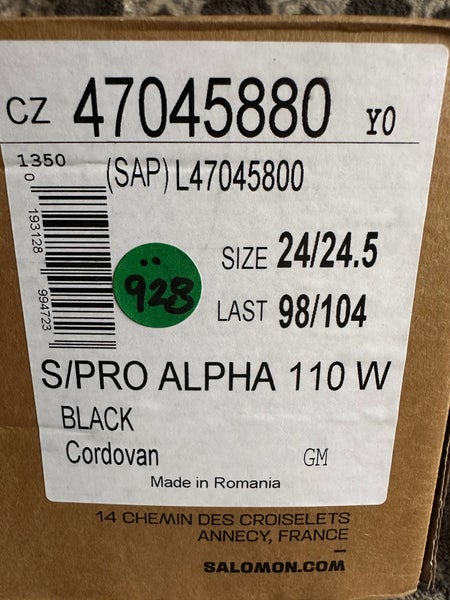 CZ 47045880 Y0
1350
(SAP) L47045800
0 193128 994723
SIZE 24/24.5
928
LAST 98/104
S/PRO ALPHA 110 W
BLACK
Cordovan GM
Made in Romania
14 CHEMIN DES CROISELETS
ANNECY, FRANCE
SALOMON.COM